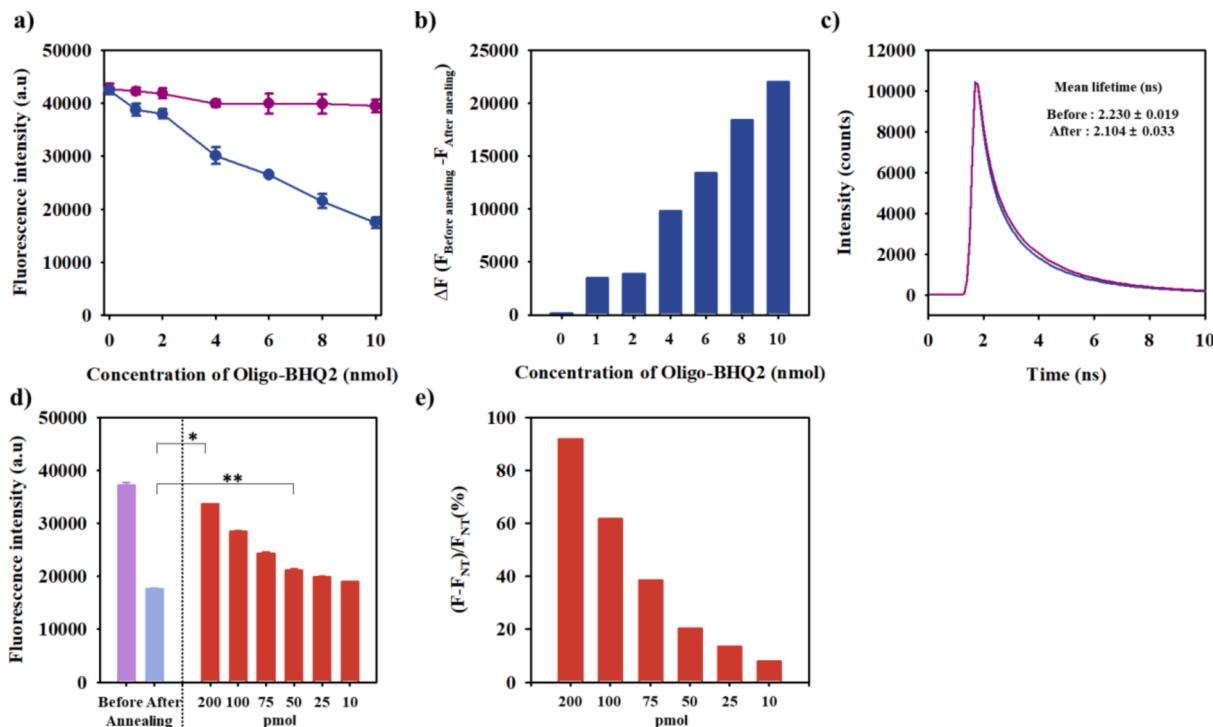 a)
50000
40000
30000
20000
10000
0
0 2 4 6 8 10
Fluorescence intensity (a.u)
Concentration of Oligo-BHQ2 (nmol)
b)
25000
20000
15000
10000
5000
0
0 1 2 4 6 8 10
ΔF (FBefore anealing -FAfter anealing)
Concentration of Oligo-BHQ2 (nmol)
c)
12000
10000
8000
6000
4000
2000
0
0 2 4 6 8 10
Intensity (counts)
Time (ns)
Mean lifetime (ns)
Before : 2.230 ± 0.019
After : 2.104 ± 0.033
d)
50000
40000
30000
20000
10000
0
Fluorescence intensity (a.u)
*
**
Before After
Annealing
200 100 75 50 25 10
pmol
e)
100
80
60
40
20
0
(F-FNT)/FNT(%)
200 100 75 50 25 10
pmol